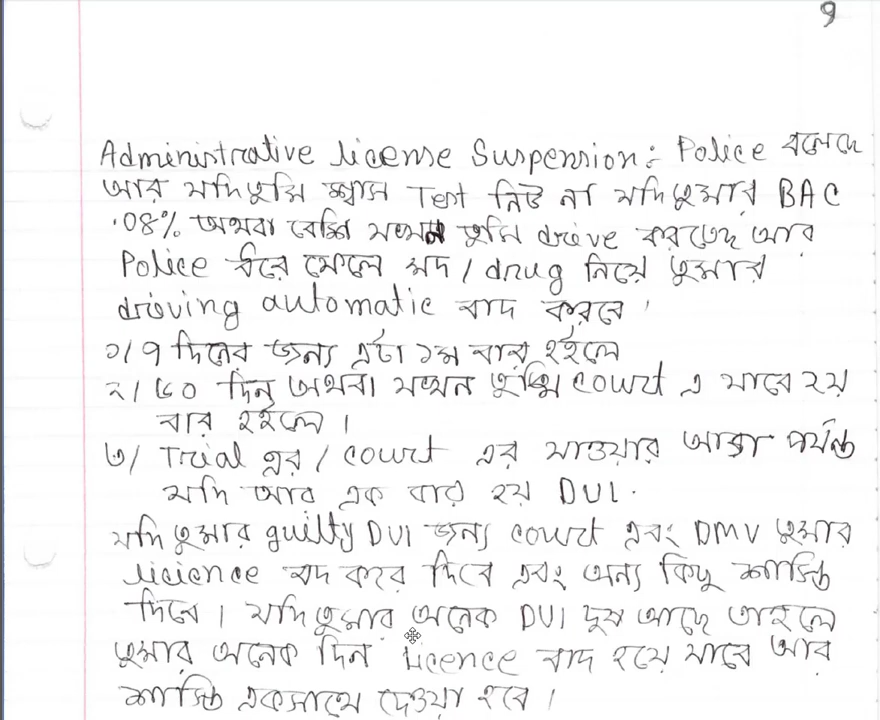 ৭
Administrative license Suspension: Police বলেছে
আর যদি তুমি শ্বাস Test নিউ না যদি তুমার BAC
.08% অথবা বেশি যখন তুমি drive করতেছ আর
Police ধরে ফেলে মদ / drug নিয়ে তুমার
driving automatic বাদ করবে।
১/ ৭ দিনের জন্য এটা ১ম বার হইলে
২/ ৬০ দিন অথবা যখন তুমি court এ যাবে ২য়
বার হইলে।
৩/ Trial এর / court এর যাওয়ার আগ পর্যন্ত
যদি আর এক বার হয় DUI.
যদি তুমার guilty DUI জন্য court এবং DMV তুমার
licience বাদ করে দিবে এবং অন্য কিছু শাস্তি
দিবে। যদি তুমার অনেক DUI দুষ আছে তাহলে
তুমার অনেক দিন licence বাদ হয়ে যাবে আর
শাস্তি একসাথে দেওয়া হবে।